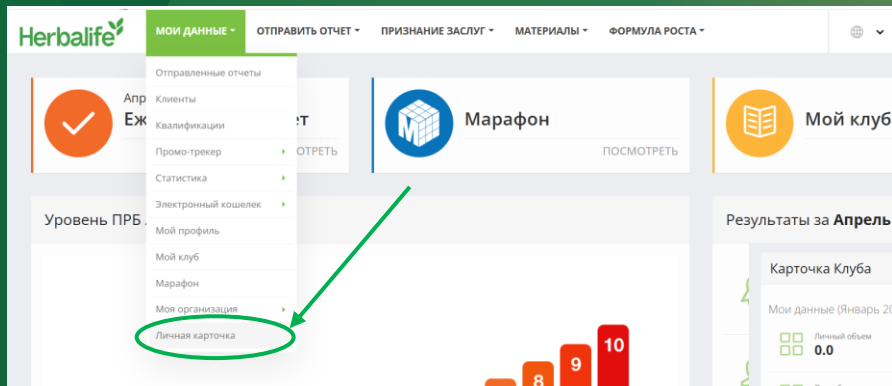 Herbalife
МОИ ДАННЫЕ
ОТПРАВИТЬ ОТЧЕТ
ПРИЗНАНИЕ ЗАСЛУГ
МАТЕРИАЛЫ
ФОРМУЛА РОСТА
Отправленные отчеты
Клиенты
Квалификации
Промо-трекер
Статистика
Электронный кошелек
Мой профиль
Мой клуб
Марафон
Моя организация
Личная карточка
Апр
Еж
ет
ОТРЕТЬ
M
Марафон
ПОСМОТРЕТЬ
Мой клуб
Уровень ПРБ
8
9
10
Результаты за Апрель
Карточка Клуба
Мои данные (Январь 20
Личный объем
0.0